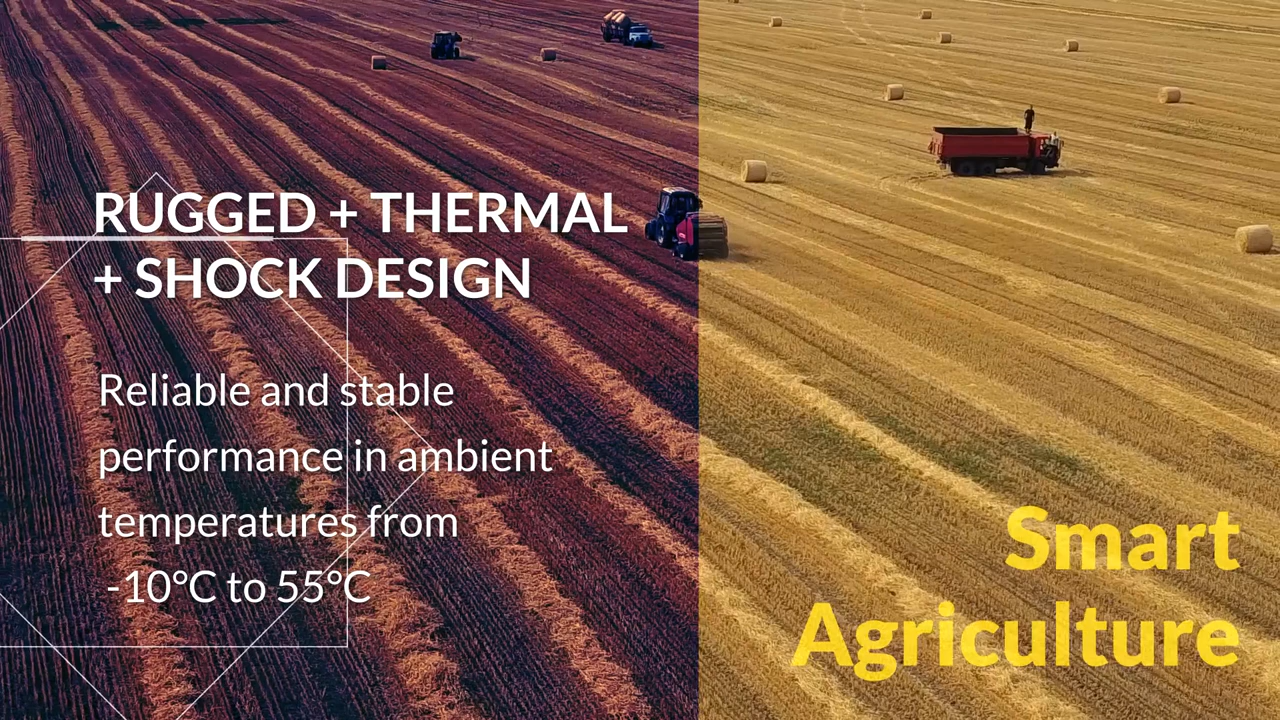 RUGGED + THERMAL
+ SHOCK DESIGN
Reliable and stable
performance in ambient
temperatures from
-10°C to 55°C
Smart
Agriculture